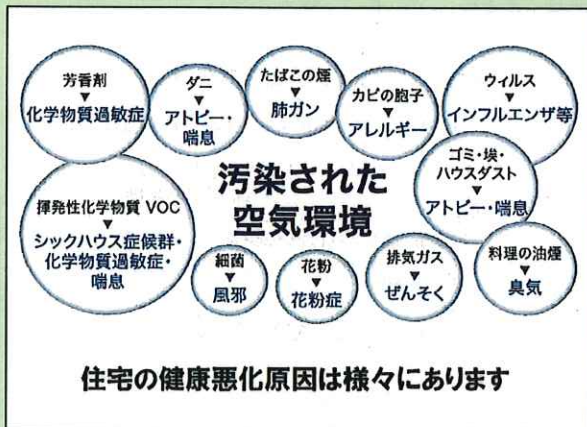 芳香剤
▼
化学物質過敏症
ダニ
▼
アトピー・
喘息
たばこの煙
▼
肺ガン
カビの胞子
▼
アレルギー
ウィルス
▼
インフルエンザ等
ゴミ・埃・
ハウスダスト
▼
アトピー・喘息
汚染された
空気環境
揮発性化学物質 VOC
▼
シックハウス症候群・
化学物質過敏症・
喘息
細菌
▼
風邪
花粉
▼
花粉症
排気ガス
▼
ぜんそく
料理の油煙
▼
臭気
住宅の健康悪化原因は様々にあります